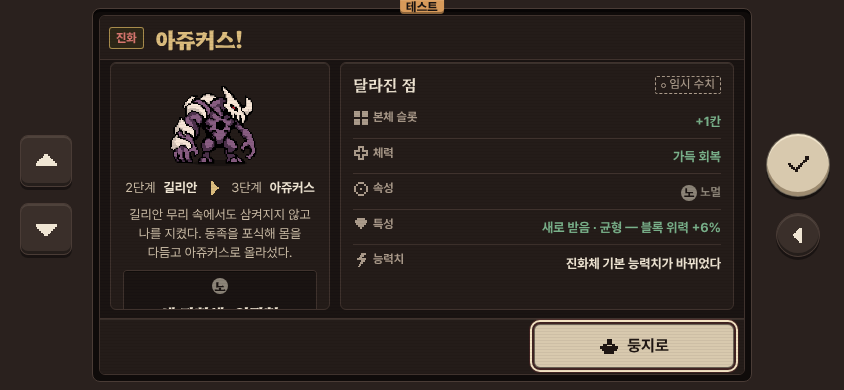 테스트
진화
아쥬커스!
2단계 길리안 3단계 아쥬커스
길리안 무리 속에서도 삼켜지지 않고
나를 지켰다. 동족을 포식해 몸을
다듬고 아쥬커스로 올라섰다.
노
달라진 점
임시 수치
본체 슬롯
+1칸
체력
가득 회복
속성
노 노멀
특성
새로 받음 · 균형 — 블록 위력 +6%
능력치
진화체 기본 능력치가 바뀌었다
둥지로